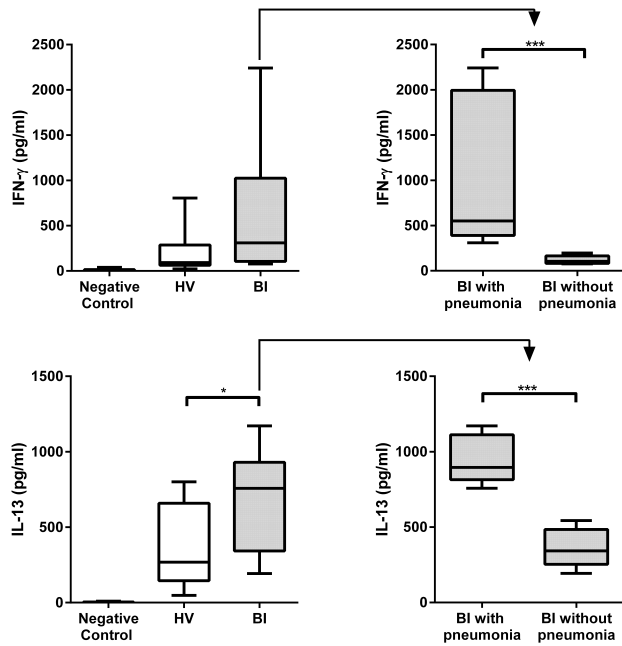 IFN-γ (pg/ml)
2500
2000
1500
1000
500
0
Negative
Control
HV
BI
IFN-γ (pg/ml)
2500
2000
1500
1000
500
0
***
BI with
pneumonia
BI without
pneumonia
IL-13 (pg/ml)
1500
1000
500
0
*
Negative
Control
HV
BI
IL-13 (pg/ml)
1500
1000
500
0
***
BI with
pneumonia
BI without
pneumonia